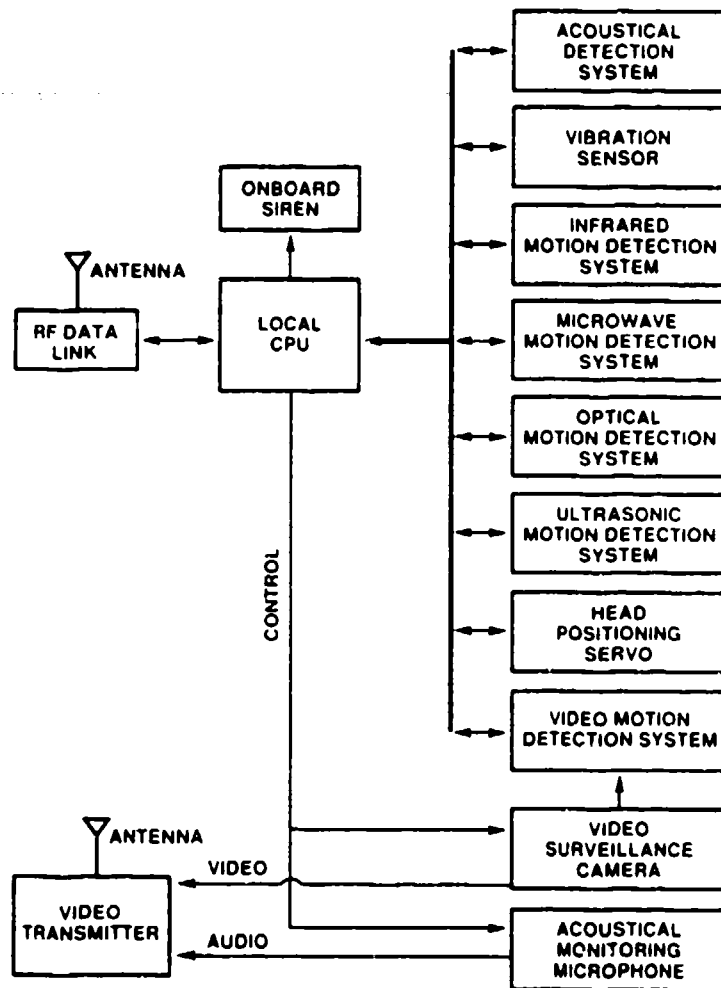 ACOUSTICAL
DETECTION
SYSTEM
VIBRATION
SENSOR
ONBOARD
SIREN
INFRARED
MOTION DETECTION
SYSTEM
ANTENNA
RF DATA
LINK
LOCAL
CPU
MICROWAVE
MOTION DETECTION
SYSTEM
OPTICAL
MOTION DETECTION
SYSTEM
ULTRASONIC
MOTION DETECTION
SYSTEM
CONTROL
HEAD
POSITIONING
SERVO
VIDEO MOTION
DETECTION SYSTEM
ANTENNA
VIDEO
SURVEILLANCE
CAMERA
VIDEO
VIDEO
TRANSMITTER
AUDIO
ACOUSTICAL
MONITORING
MICROPHONE